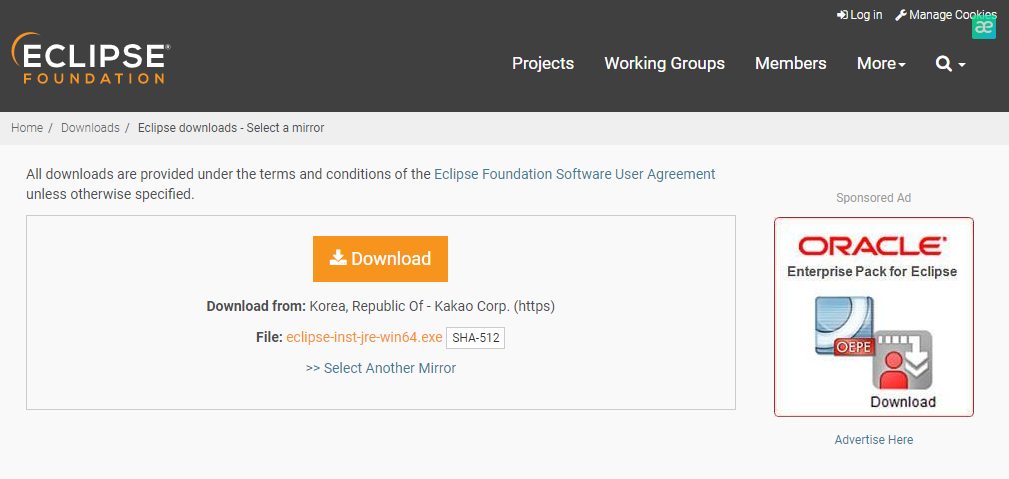 Log in Manage Cookies
æ
ECLIPSE®
FOUNDATION
Projects Working Groups Members More
Home / Downloads / Eclipse downloads - Select a mirror
All downloads are provided under the terms and conditions of the Eclipse Foundation Software User Agreement
unless otherwise specified.
Download
Download from: Korea, Republic Of - Kakao Corp. (https)
File: eclipse-inst-jre-win64.exe SHA-512
>> Select Another Mirror
Sponsored Ad
ORACLE®
Enterprise Pack for Eclipse
OEPE
Download
Advertise Here